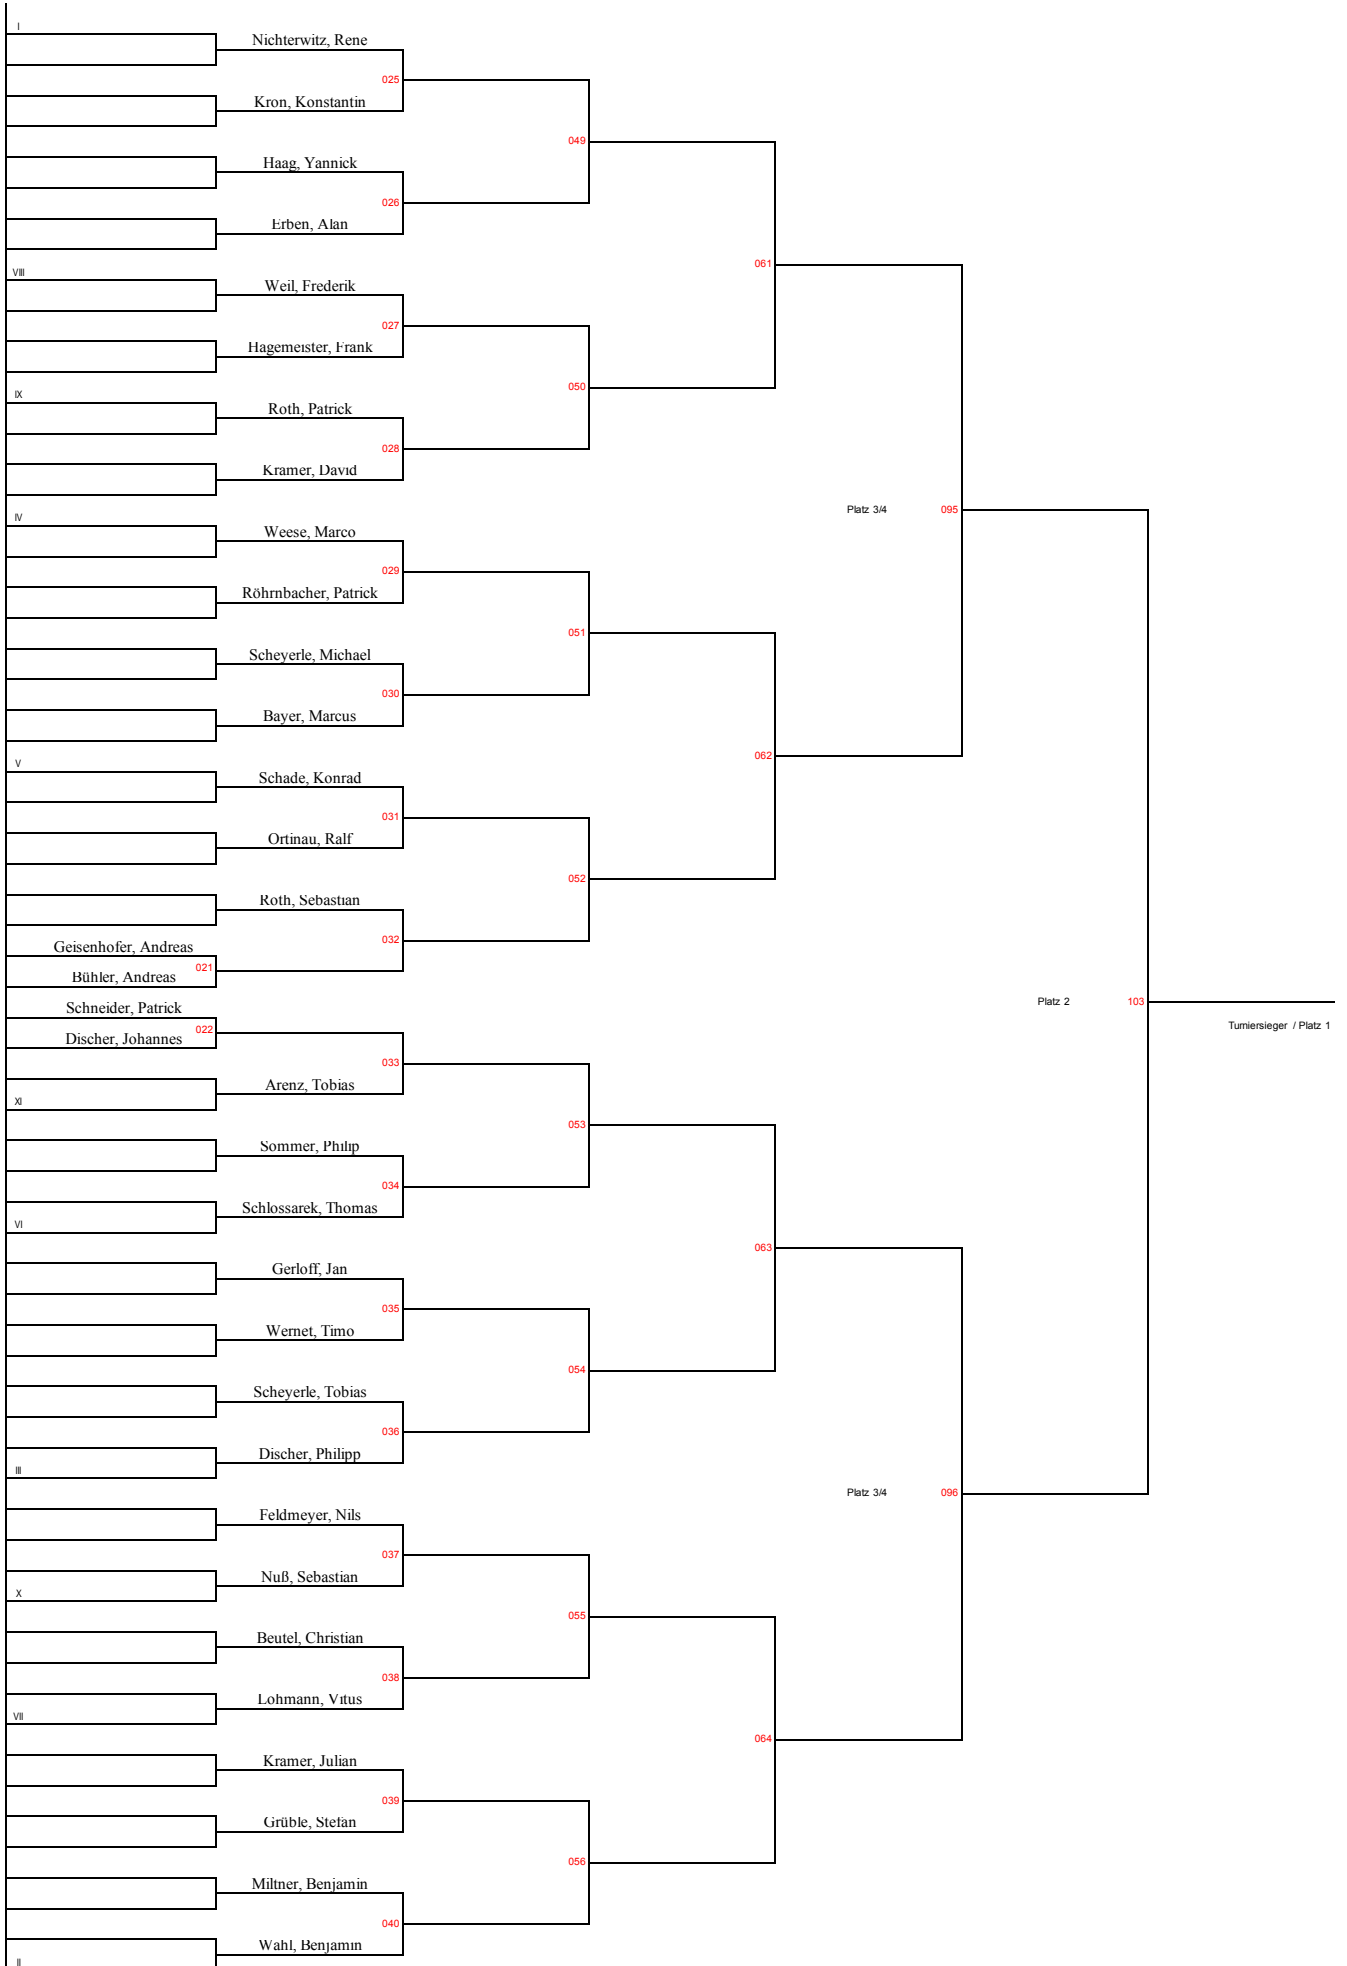 I
Nichterwitz, Rene
025
Kron, Konstantin
049
Haag, Yannick
026
Erben, Alan
061
VIII
Weil, Frederik
027
Hagemeister, Frank
050
IX
Roth, Patrick
028
Kramer, David
Platz 3/4 095
IV
Weese, Marco
029
Röhrnbacher, Patrick
051
Scheyerle, Michael
030
Bayer, Marcus
062
V
Schade, Konrad
031
Ortinau, Ralf
052
Roth, Sebastian
032
Geisenhofer, Andreas
021
Bühler, Andreas
Platz 2 103
Schneider, Patrick
Turniersieger / Platz 1
022
Discher, Johannes
033
Arenz, Tobias
XI
053
Sommer, Philip
034
Schlossarek, Thomas
VI
063
Gerloff, Jan
035
Wernet, Timo
054
Scheyerle, Tobias
036
Discher, Philipp
III
Platz 3/4 096
Feldmeyer, Nils
037
Nuß, Sebastian
X
055
Beutel, Christian
038
Lohmann, Vitus
VII
064
Kramer, Julian
039
Grüble, Stefan
056
Miltner, Benjamin
040
Wahl, Benjamin
II